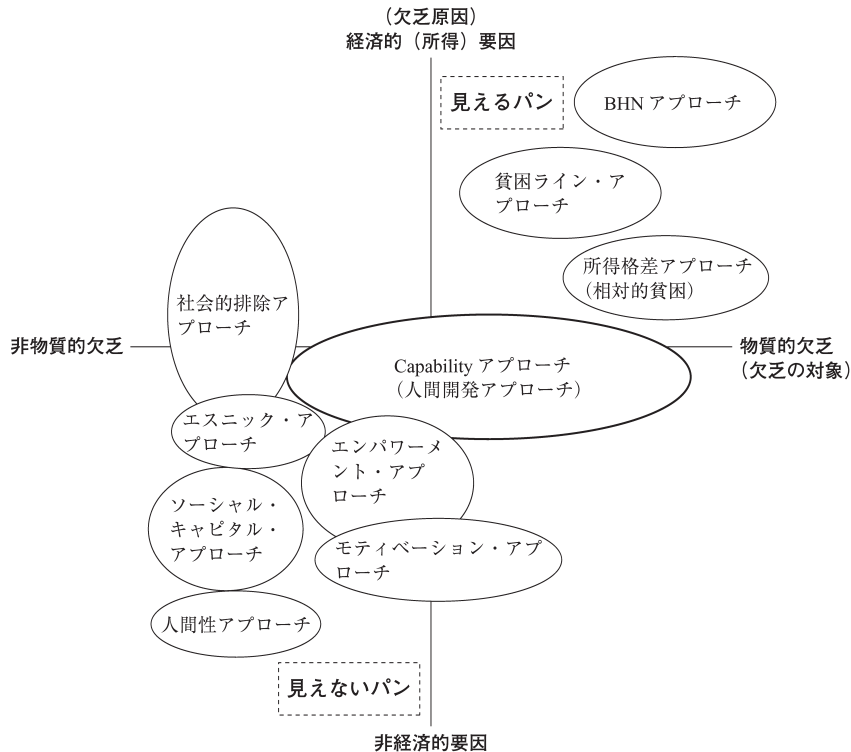 （欠乏原因）
経済的（所得）要因
見えるパン
BHN アプローチ
貧困ライン・ア
プローチ
所得格差アプローチ
（相対的貧困）
社会的排除ア
プローチ
非物質的欠乏
物質的欠乏
（欠乏の対象）
Capability アプローチ
（人間開発アプローチ）
エスニック・ア
プローチ
エンパワーメ
ント・アプ
ローチ
ソーシャル・
キャピタル・
アプローチ
モティベーション・アプ
ローチ
人間性アプローチ
見えないパン
非経済的要因